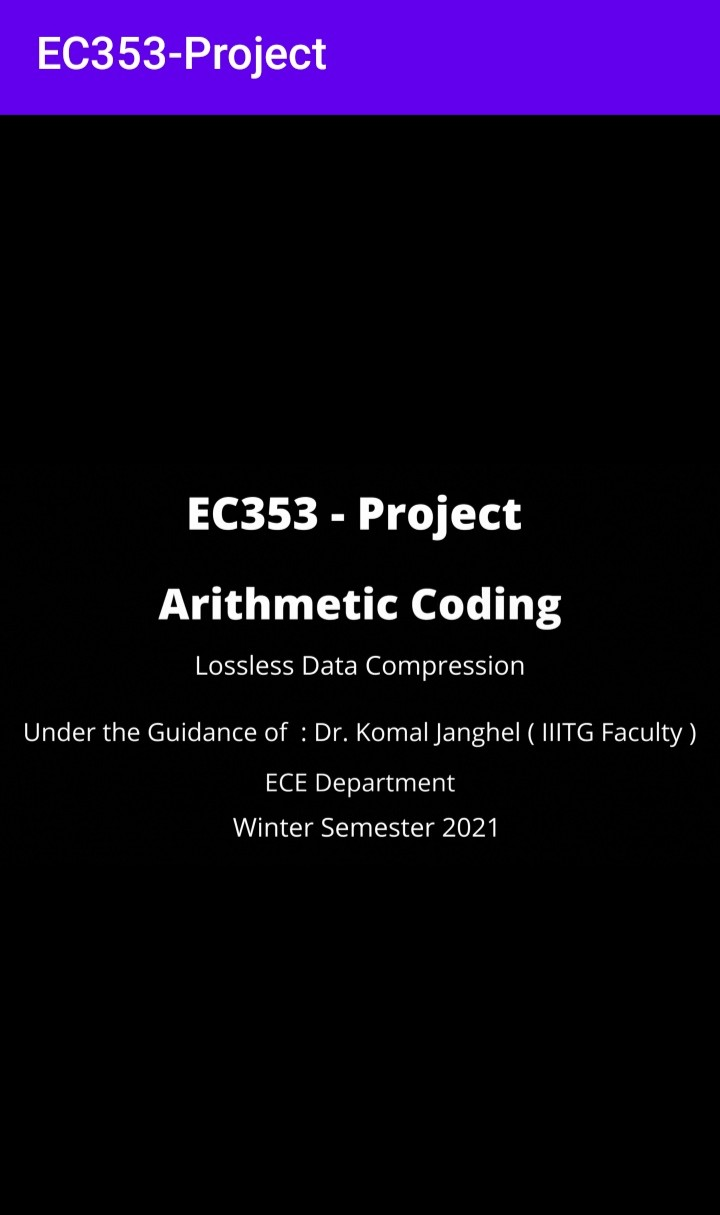 EC353-Project
EC353 - Project
Arithmetic Coding
Lossless Data Compression
Under the Guidance of  : Dr. Komal Janghel ( IIITG Faculty )
ECE Department
Winter Semester 2021